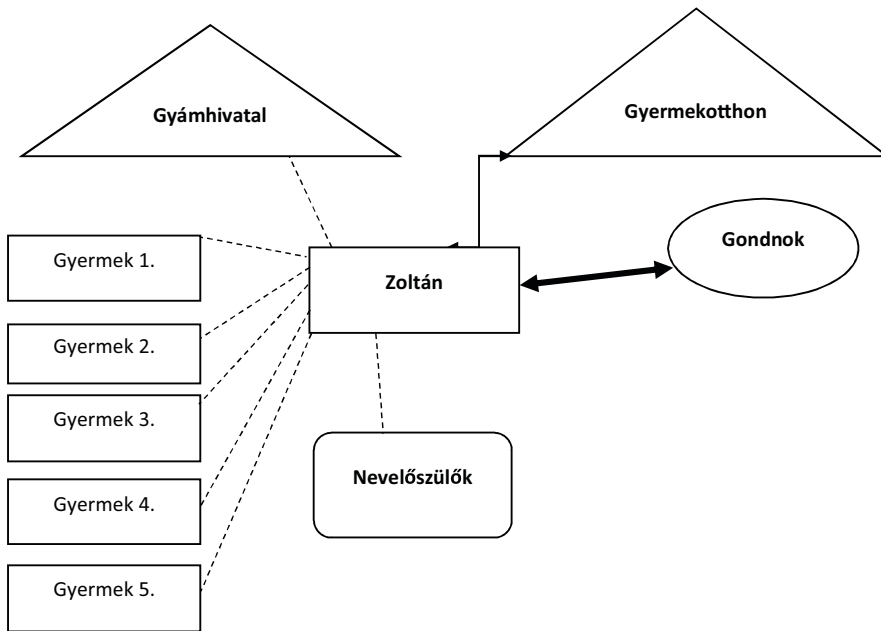 Gyámhivatal
Gyermekotthon
Gondnok
Gyermek 1.
Zoltán
Gyermek 2.
Gyermek 3.
Nevelőszülők
Gyermek 4.
Gyermek 5.